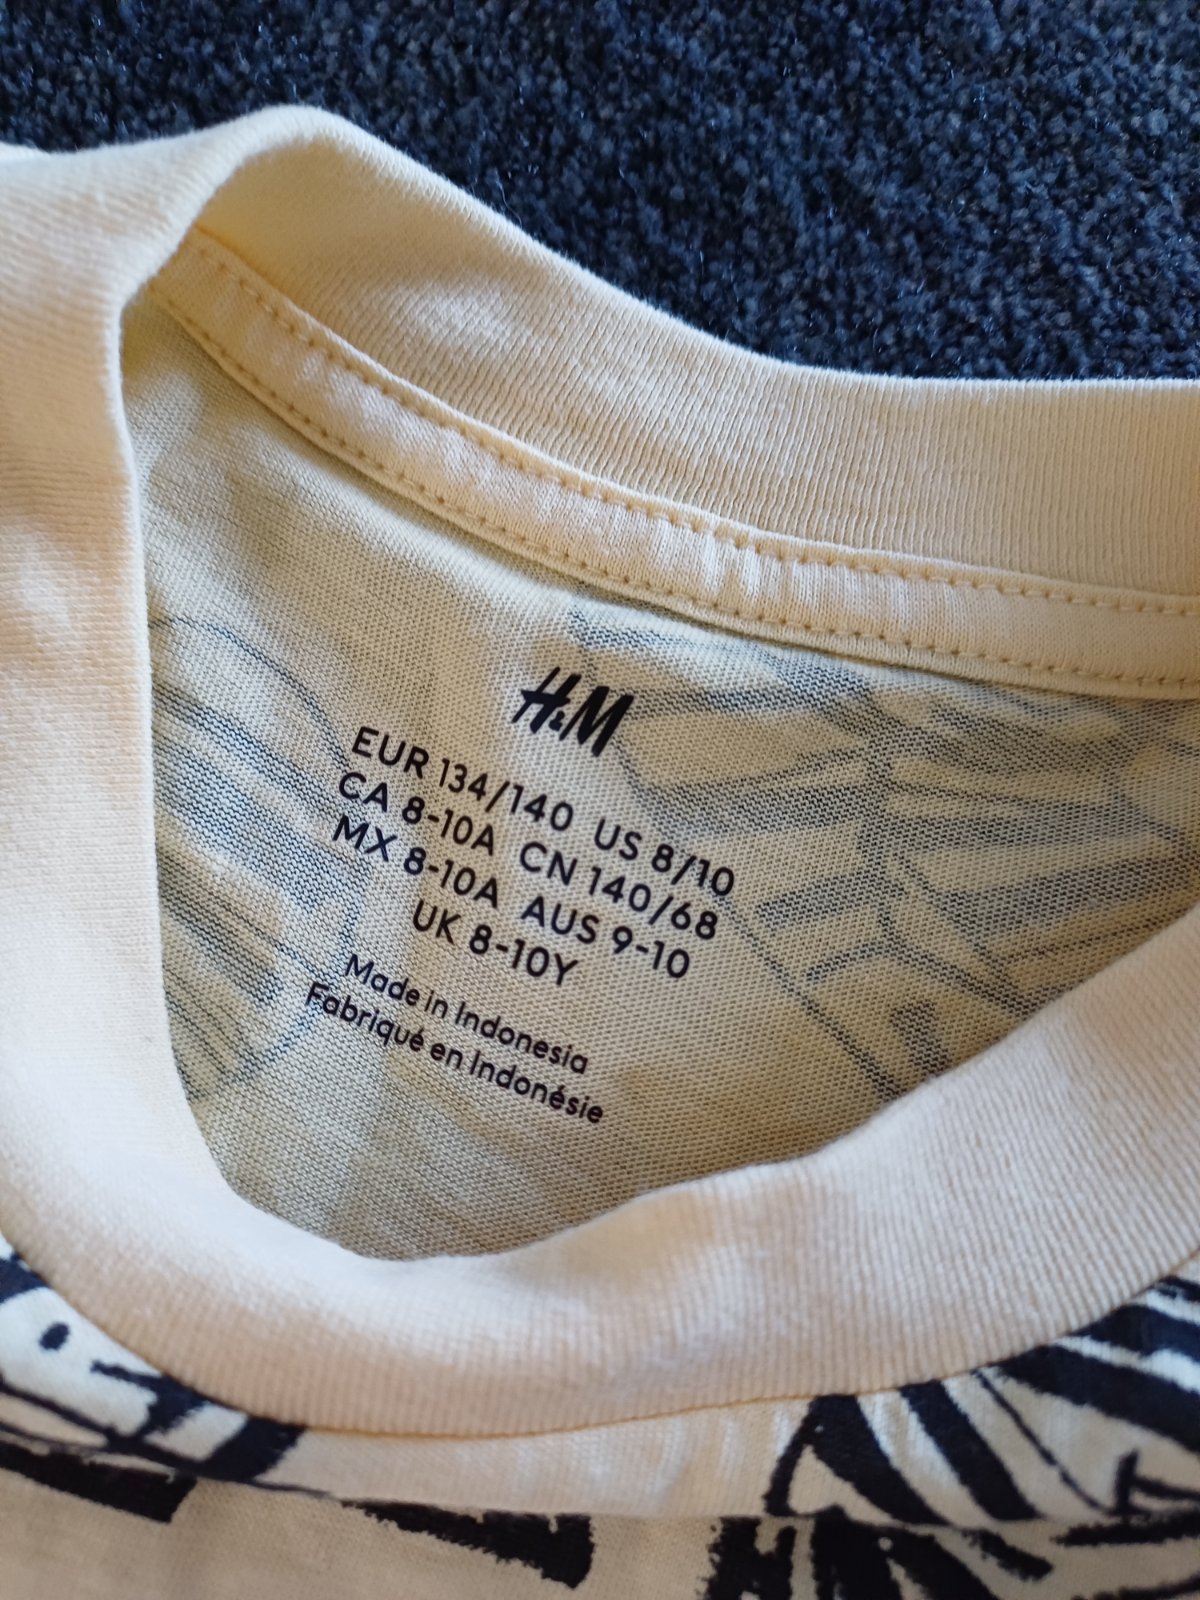 H&M
EUR 134/140 US 8/10
CA 8-10A CN 140/68
MX 8-10A AUS 9-10
UK 8-10Y
Made in Indonesia
Fabriqué en Indonésie